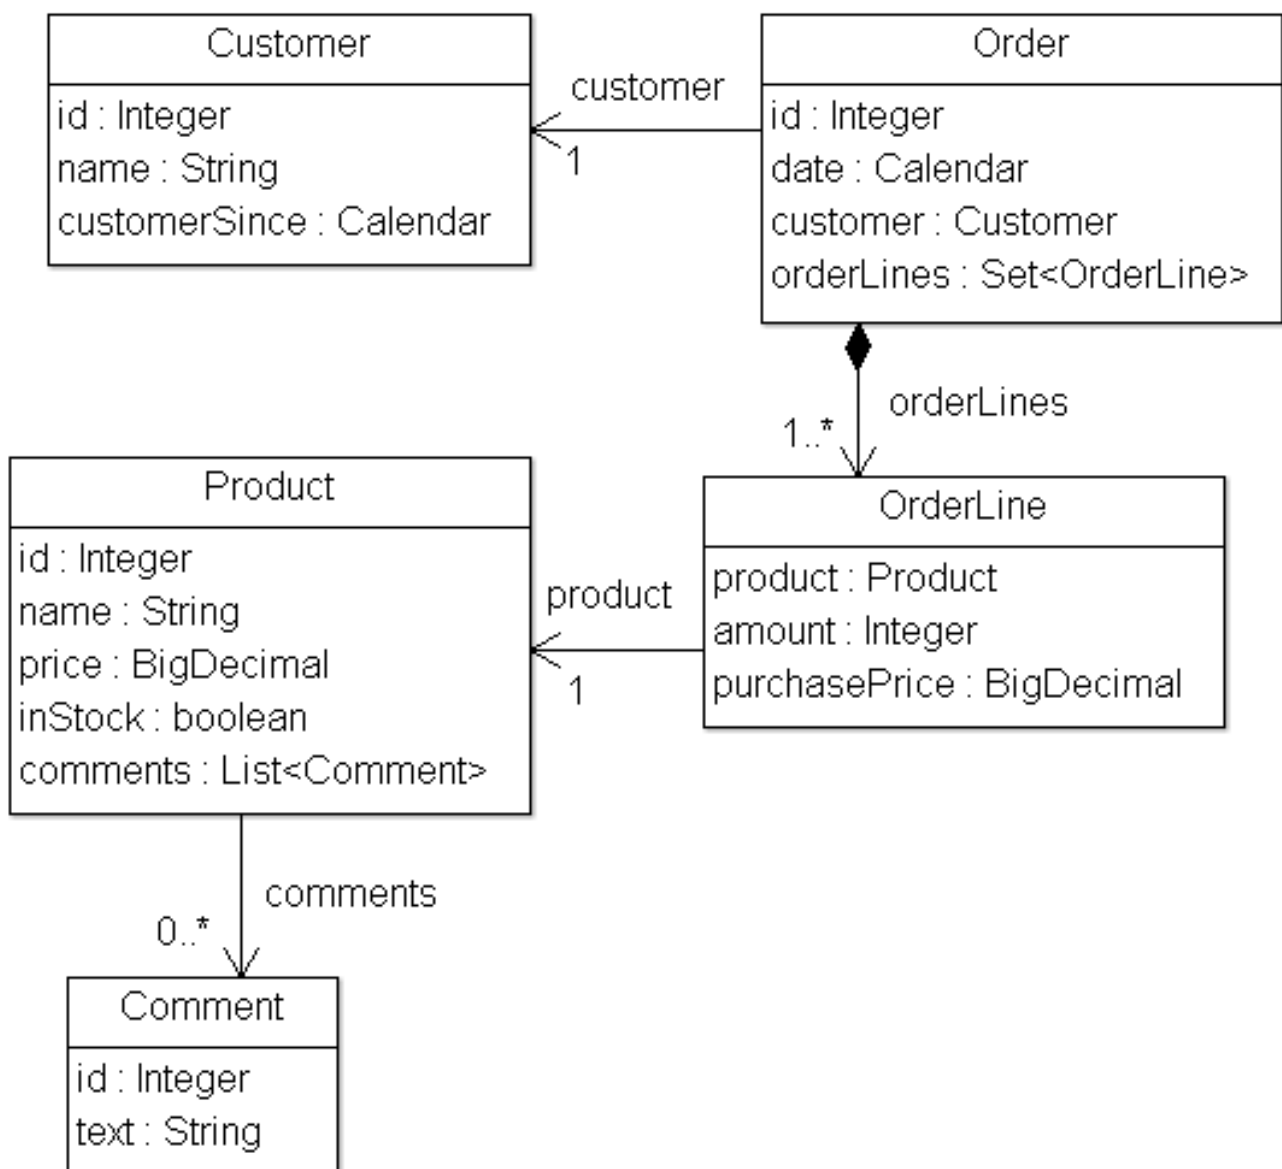 Customer
id : Integer
name : String
customerSince : Calendar
customer
1
Order
id : Integer
date : Calendar
customer : Customer
orderLines : Set<OrderLine>
orderLines
1..*
Product
id : Integer
name : String
price : BigDecimal
inStock : boolean
comments : List<Comment>
product
1
OrderLine
product : Product
amount : Integer
purchasePrice : BigDecimal
comments
0..*
Comment
id : Integer
text : String